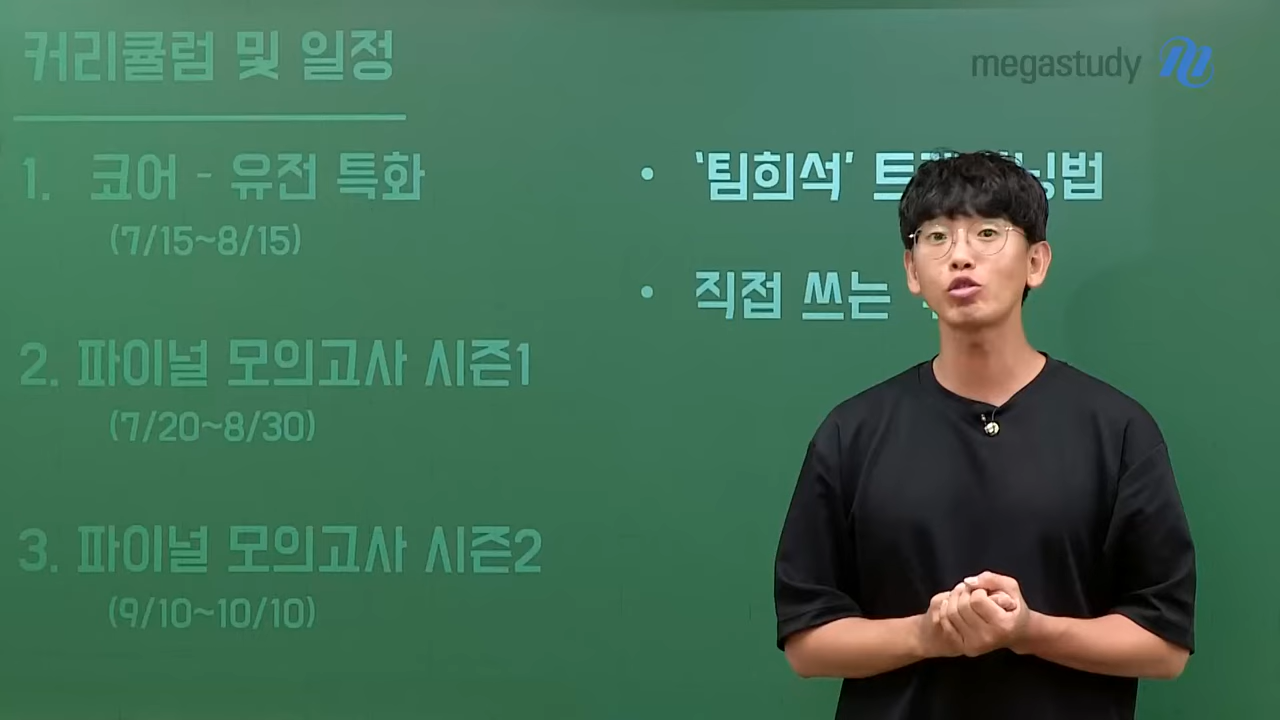 커리큘럼 및 일정
megastudy
1. 코어 - 유전 특화
(7/15~8/15)
2. 파이널 모의고사 시즌1
(7/20~8/30)
3. 파이널 모의고사 시즌2
(9/10~10/10)
• '팀희석'
• 직접 쓰는